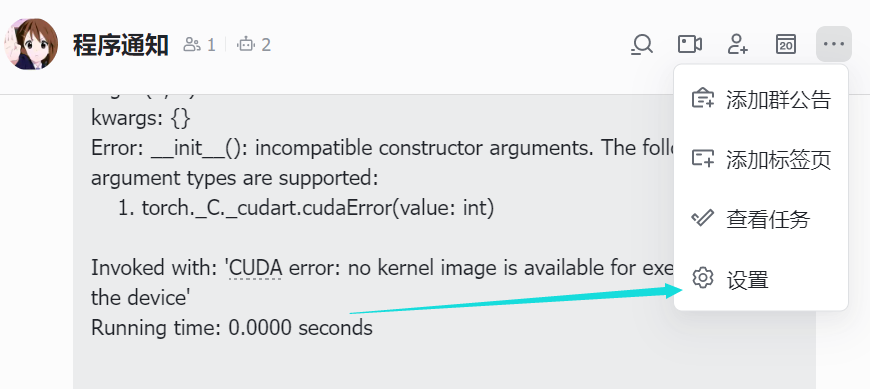 程序通知 1 2
20
添加群公告
kwargs: {}
Error: __init__(): incompatible constructor arguments. The follo
添加标签页
argument types are supported:
1. torch._C._cudart.cudaError(value: int)
查看任务
Invoked with: 'CUDA error: no kernel image is available for exe
设置
the device'
Running time: 0.0000 seconds